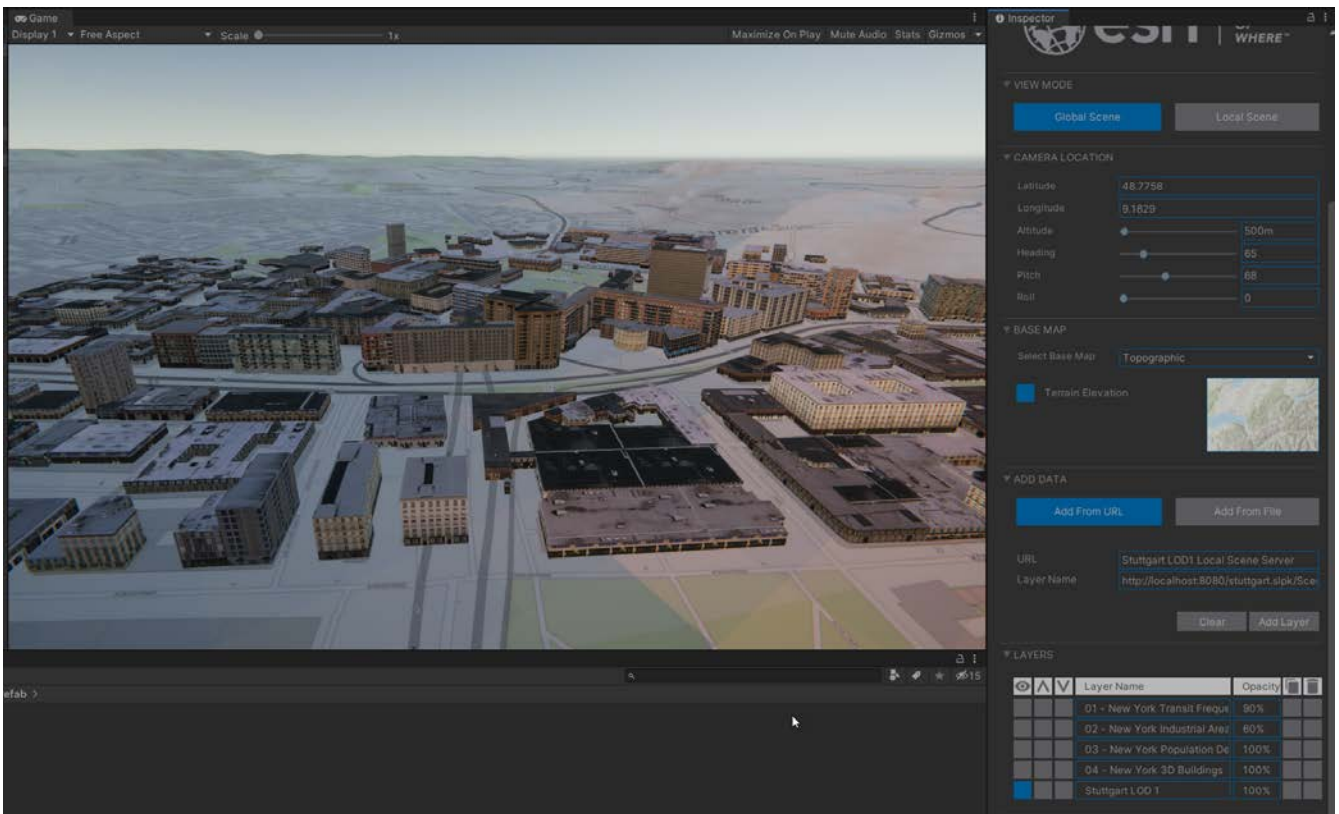 Game
Display 1 Free Aspect Scale 1x Maximize On Play Mute Audio Stats Gizmos
15
efab >
Inspector
esri
WHERE™
VIEW MODE
Global Scene Local Scene
CAMERA LOCATION
Latitude 48.7758
Longitude 9.1829
Altitude 500m
Heading 65
Pitch 68
Roll 0
BASE MAP
Select Base Map Topographic
Terrain Elevation
ADD DATA
Add From URL Add From File
URL Stuttgart LOD1 Local Scene Server
Layer Name http://localhost:8080/stuttgart.slpk/Sce
Clear Add Layer
LAYERS
Layer Name Opacity
01 - New York Transit Freque 90%
02 - New York Industrial Area 60%
03 - New York Population De 100%
04 - New York 3D Buildings 100%
Stuttgart LOD 1 100%